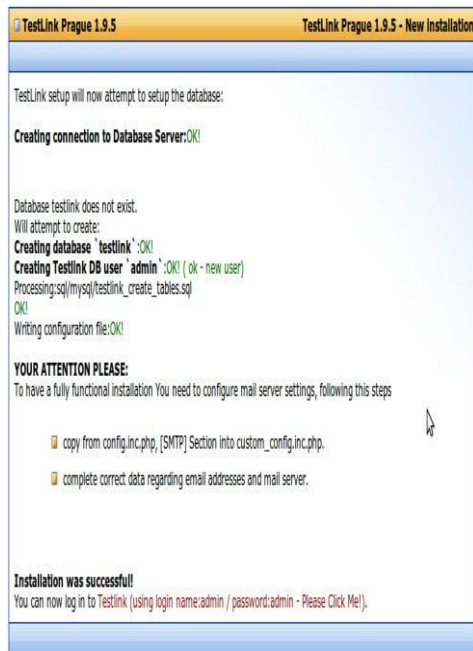 TestLink Prague 1.9.5 TestLink Prague 1.9.5 - New installation
TestLink setup will now attempt to setup the database:
Creating connection to Database Server:OK!
Database testlink does not exist.
Will attempt to create:
Creating database `testlink` :OK!
Creating Testlink DB user `admin` :OK! ( ok - new user)
Processing:sql/mysql/testlink_create_tables.sql
OK!
Writing configuration file:OK!
YOUR ATTENTION PLEASE:
To have a fully functional installation You need to configure mail server settings, following this steps
copy from config.inc.php, [SMTP] Section into custom_config.inc.php.
complete correct data regarding email addresses and mail server.
Installation was successful!
You can now log in to Testlink (using login name:admin / password:admin - Please Click Me!).